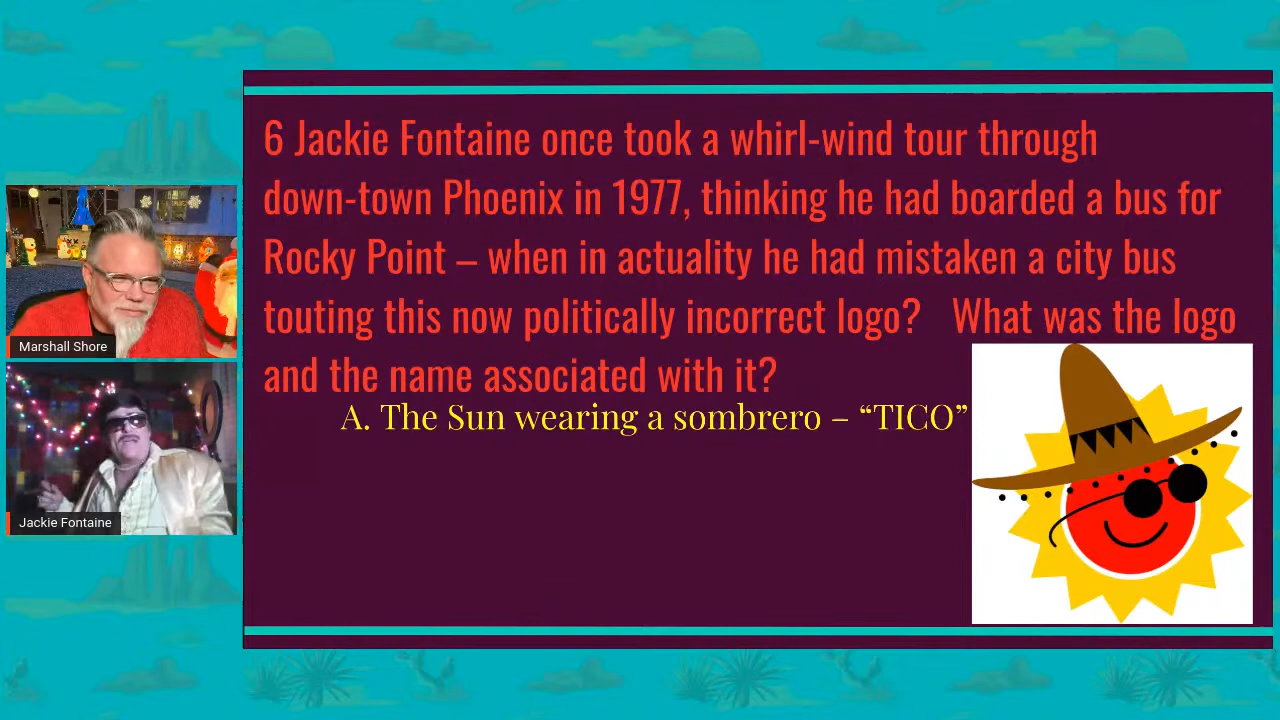 6 Jackie Fontaine once took a whirl-wind tour through
down-town Phoenix in 1977, thinking he had boarded a bus for
Rocky Point – when in actuality he had mistaken a city bus
touting this now politically incorrect logo?   What was the logo
and the name associated with it?
A. The Sun wearing a sombrero – “TICO”
Marshall Shore
Jackie Fontaine